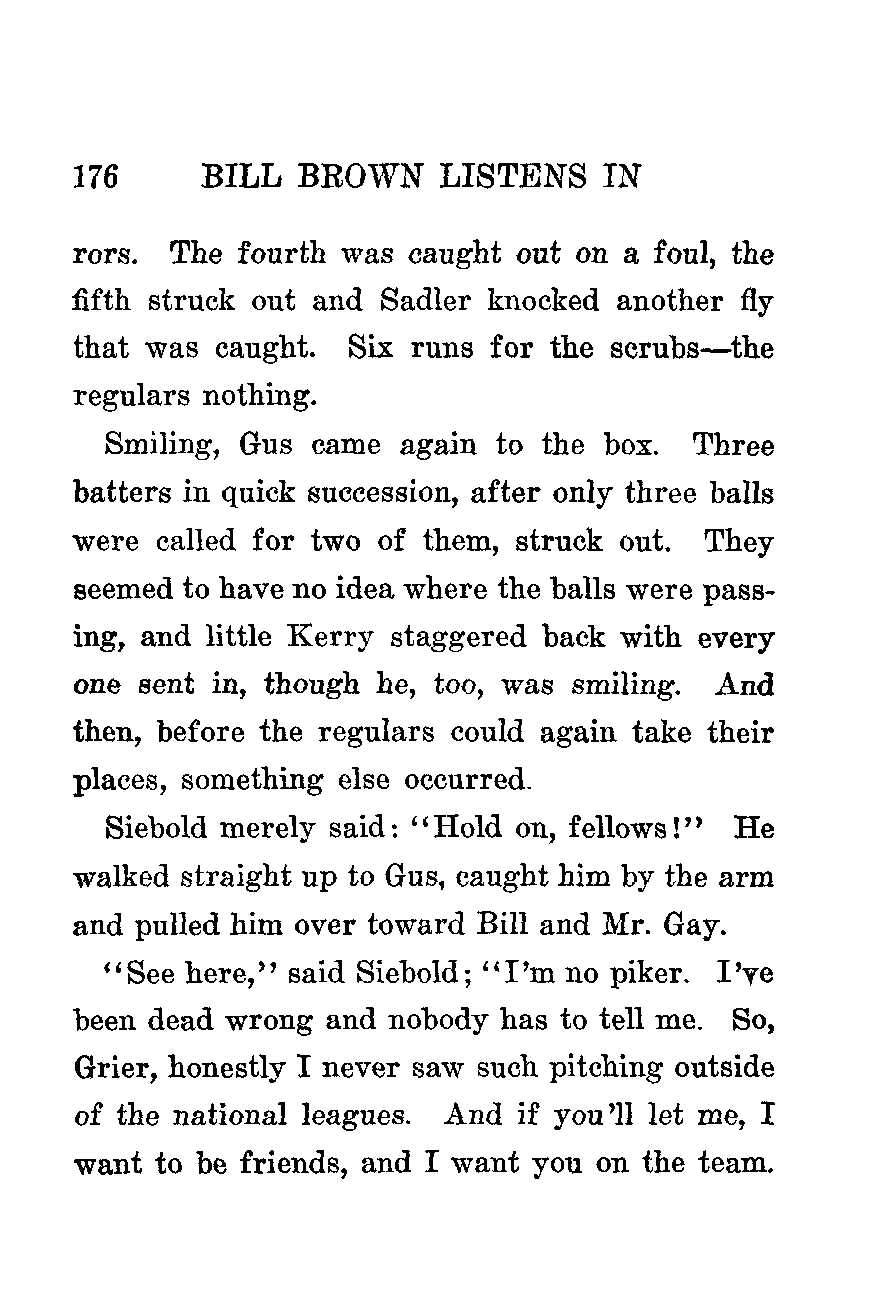 176 BILL BROWN LISTENS IN
rors. The fourth was caught out on a foul, the
fifth struck out and Sadler knocked another fly
that was caught. Six runs for the scrubs—the
regulars nothing.
Smiling, Gus came again to the box. Three
batters in quick succession, after only three balls
were called for two of them, struck out. They
seemed to have no idea where the balls were pass-
ing, and little Kerry staggered back with every
one sent in, though he, too, was smiling. And
then, before the regulars could again take their
places, something else occurred.
Siebold merely said: "Hold on, fellows!" He
walked straight up to Gus, caught him by the arm
and pulled him over toward Bill and Mr. Gay.
"See here," said Siebold; "I'm no piker. I've
been dead wrong and nobody has to tell me. So,
Grier, honestly I never saw such pitching outside
of the national leagues. And if you'll let me, I
want to be friends, and I want you on the team.